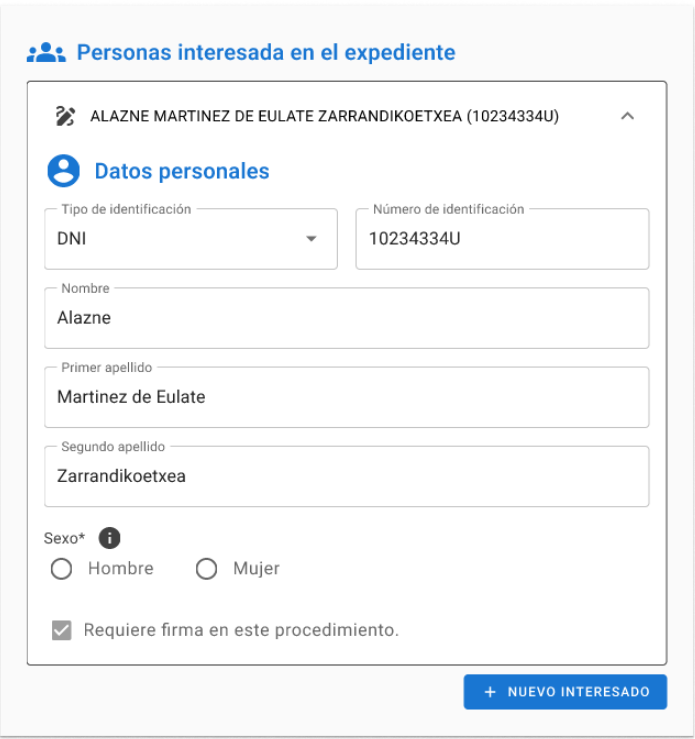 Personas interesada en el expediente
ALAZNE MARTINEZ DE EULATE ZARRANDIKOETXEA (10234334U)
Datos personales
Tipo de identificación
DNI
Número de identificación
10234334U
Nombre
Alazne
Primer apellido
Martinez de Eulate
Segundo apellido
Zarrandikoetxea
Sexo*
Hombre Mujer
Requiere firma en este procedimiento.
+ NUEVO INTERESADO